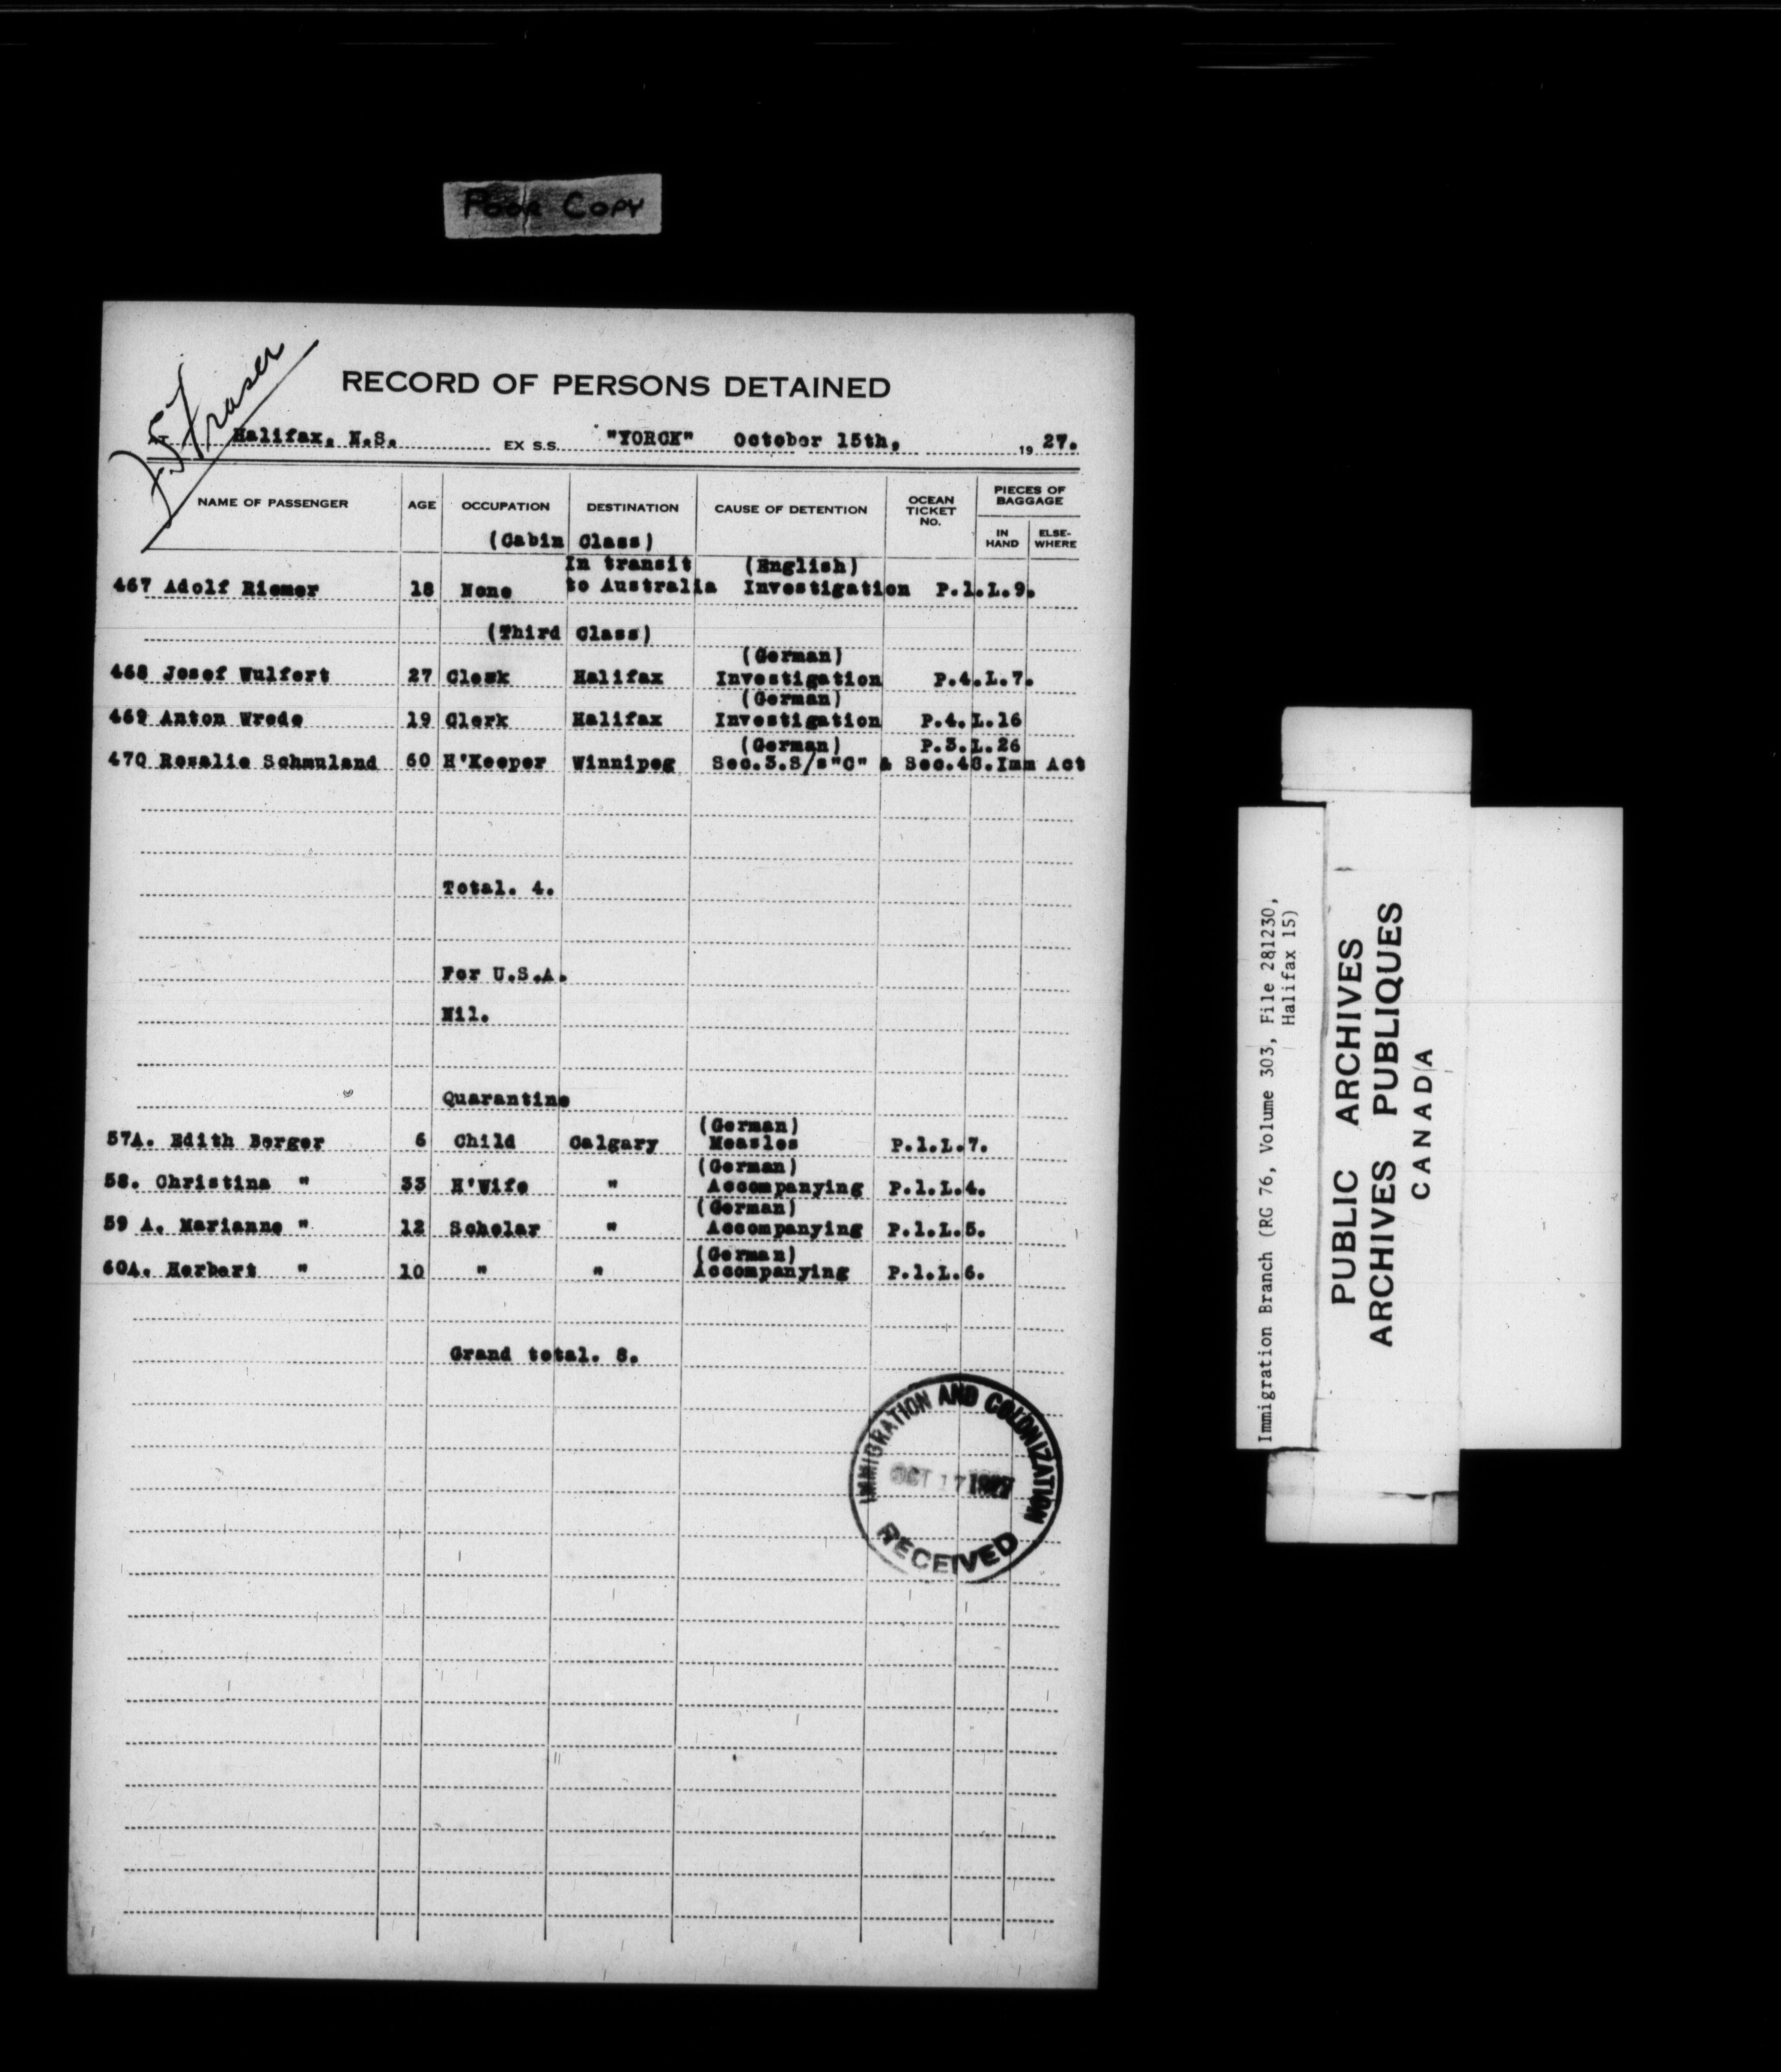 Poor Copy
Fraser
RECORD OF PERSONS DETAINED
Halifax, N.S. EX S.S. "YORCK" October 15th, 1927.
NAME OF PASSENGER AGE OCCUPATION DESTINATION CAUSE OF DETENTION OCEAN TICKET No. PIECES OF BAGGAGE IN HAND ELSE-WHERE
(Cabin Class)
In transit (English)
467 Adolf Riemer 18 None to Australia Investigation P.1.L.9.
(Third Class)
(German)
468 Josef Wulfert 27 Clerk Halifax Investigation P.4.L.7.
(German)
469 Anton Wrede 19 Clerk Halifax Investigation P.4.L.16
(German) P.3.L.26
470 Rosalie Schmuland 60 H'Keeper Winnipeg Sec.3.S/s"C" & Sec.48.Imm Act
Total. 4.
For U.S.A.
Nil.
Quarantine
(German)
57A. Edith Berger 6 Child Calgary Measles P.1.L.7.
(German)
58. Christina " 33 H'Wife " Accompanying P.1.L.4.
(German)
59 A. Marianne " 12 Scholar " Accompanying P.1.L.5.
(German)
60A. Herbert " 10 " " Accompanying P.1.L.6.
Grand total. 8.
IMMIGRATION AND COLONIZATION
OCT 17 1927
RECEIVED
Immigration Branch (RG 76, Volume 303, File 281230,
Halifax 15)
PUBLIC ARCHIVES
ARCHIVES PUBLIQUES
CANADA